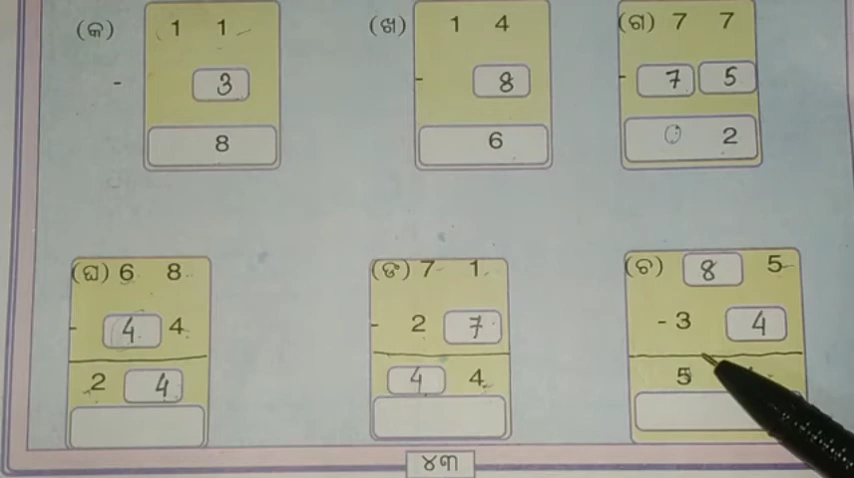 (କ) 1 1 (ଖ) 1 4 (ଗ) 7 7
- 3 - 8 - 7 5
8 6 0 2
(ଘ) 6 8 (ଙ) 7 1 (ଚ) 8 5
- 4 4 - 2 7 - 3 4
2 4 4 4 5
୪୩